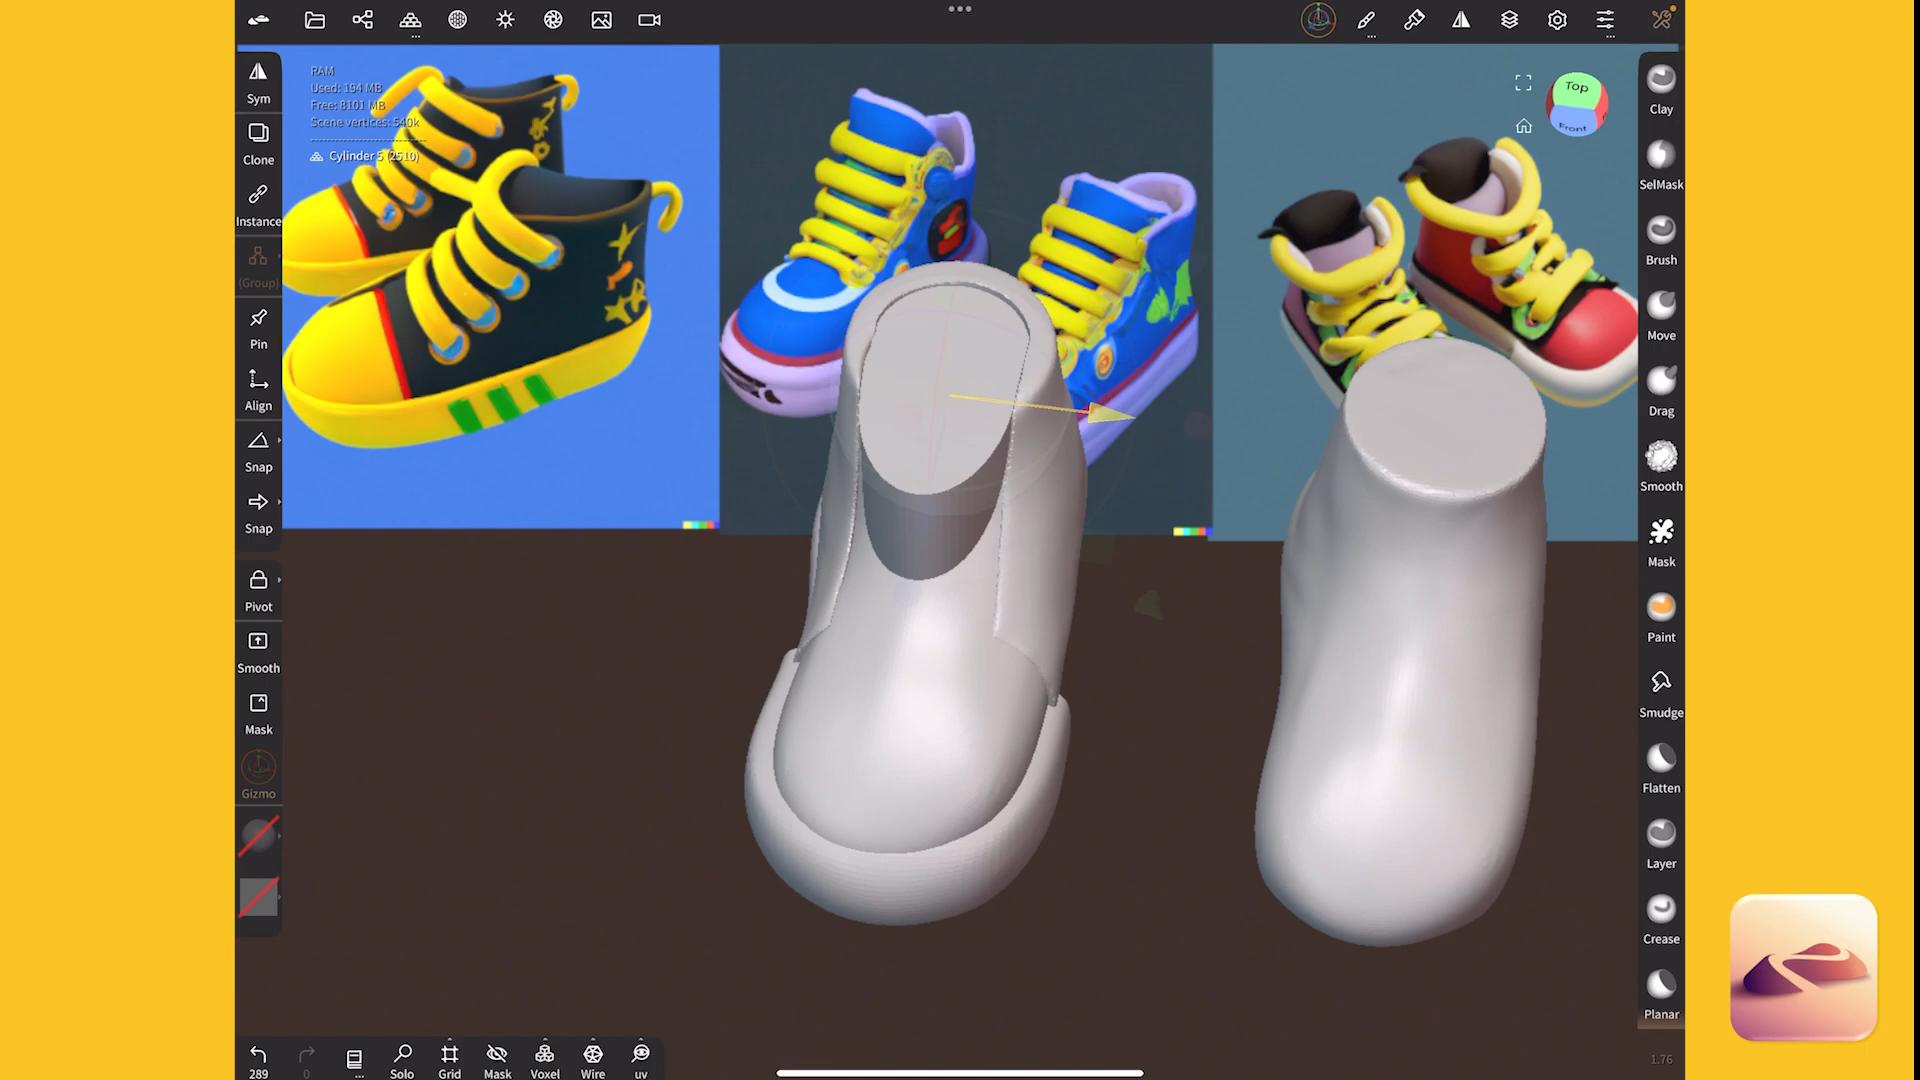 RAM
Used: 194 MB
Free: 8101 MB
Scene vertices: 540k
Cylinder 5 (2510)
Top
Front
Sym
Clone
Instance
(Group)
Pin
Align
Snap
Snap
Pivot
Smooth
Mask
Gizmo
Clay
SelMask
Brush
Move
Drag
Smooth
Mask
Paint
Smudge
Flatten
Layer
Crease
Planar
289
0
...
Solo
Grid
Mask
Voxel
Wire
uv
1.76